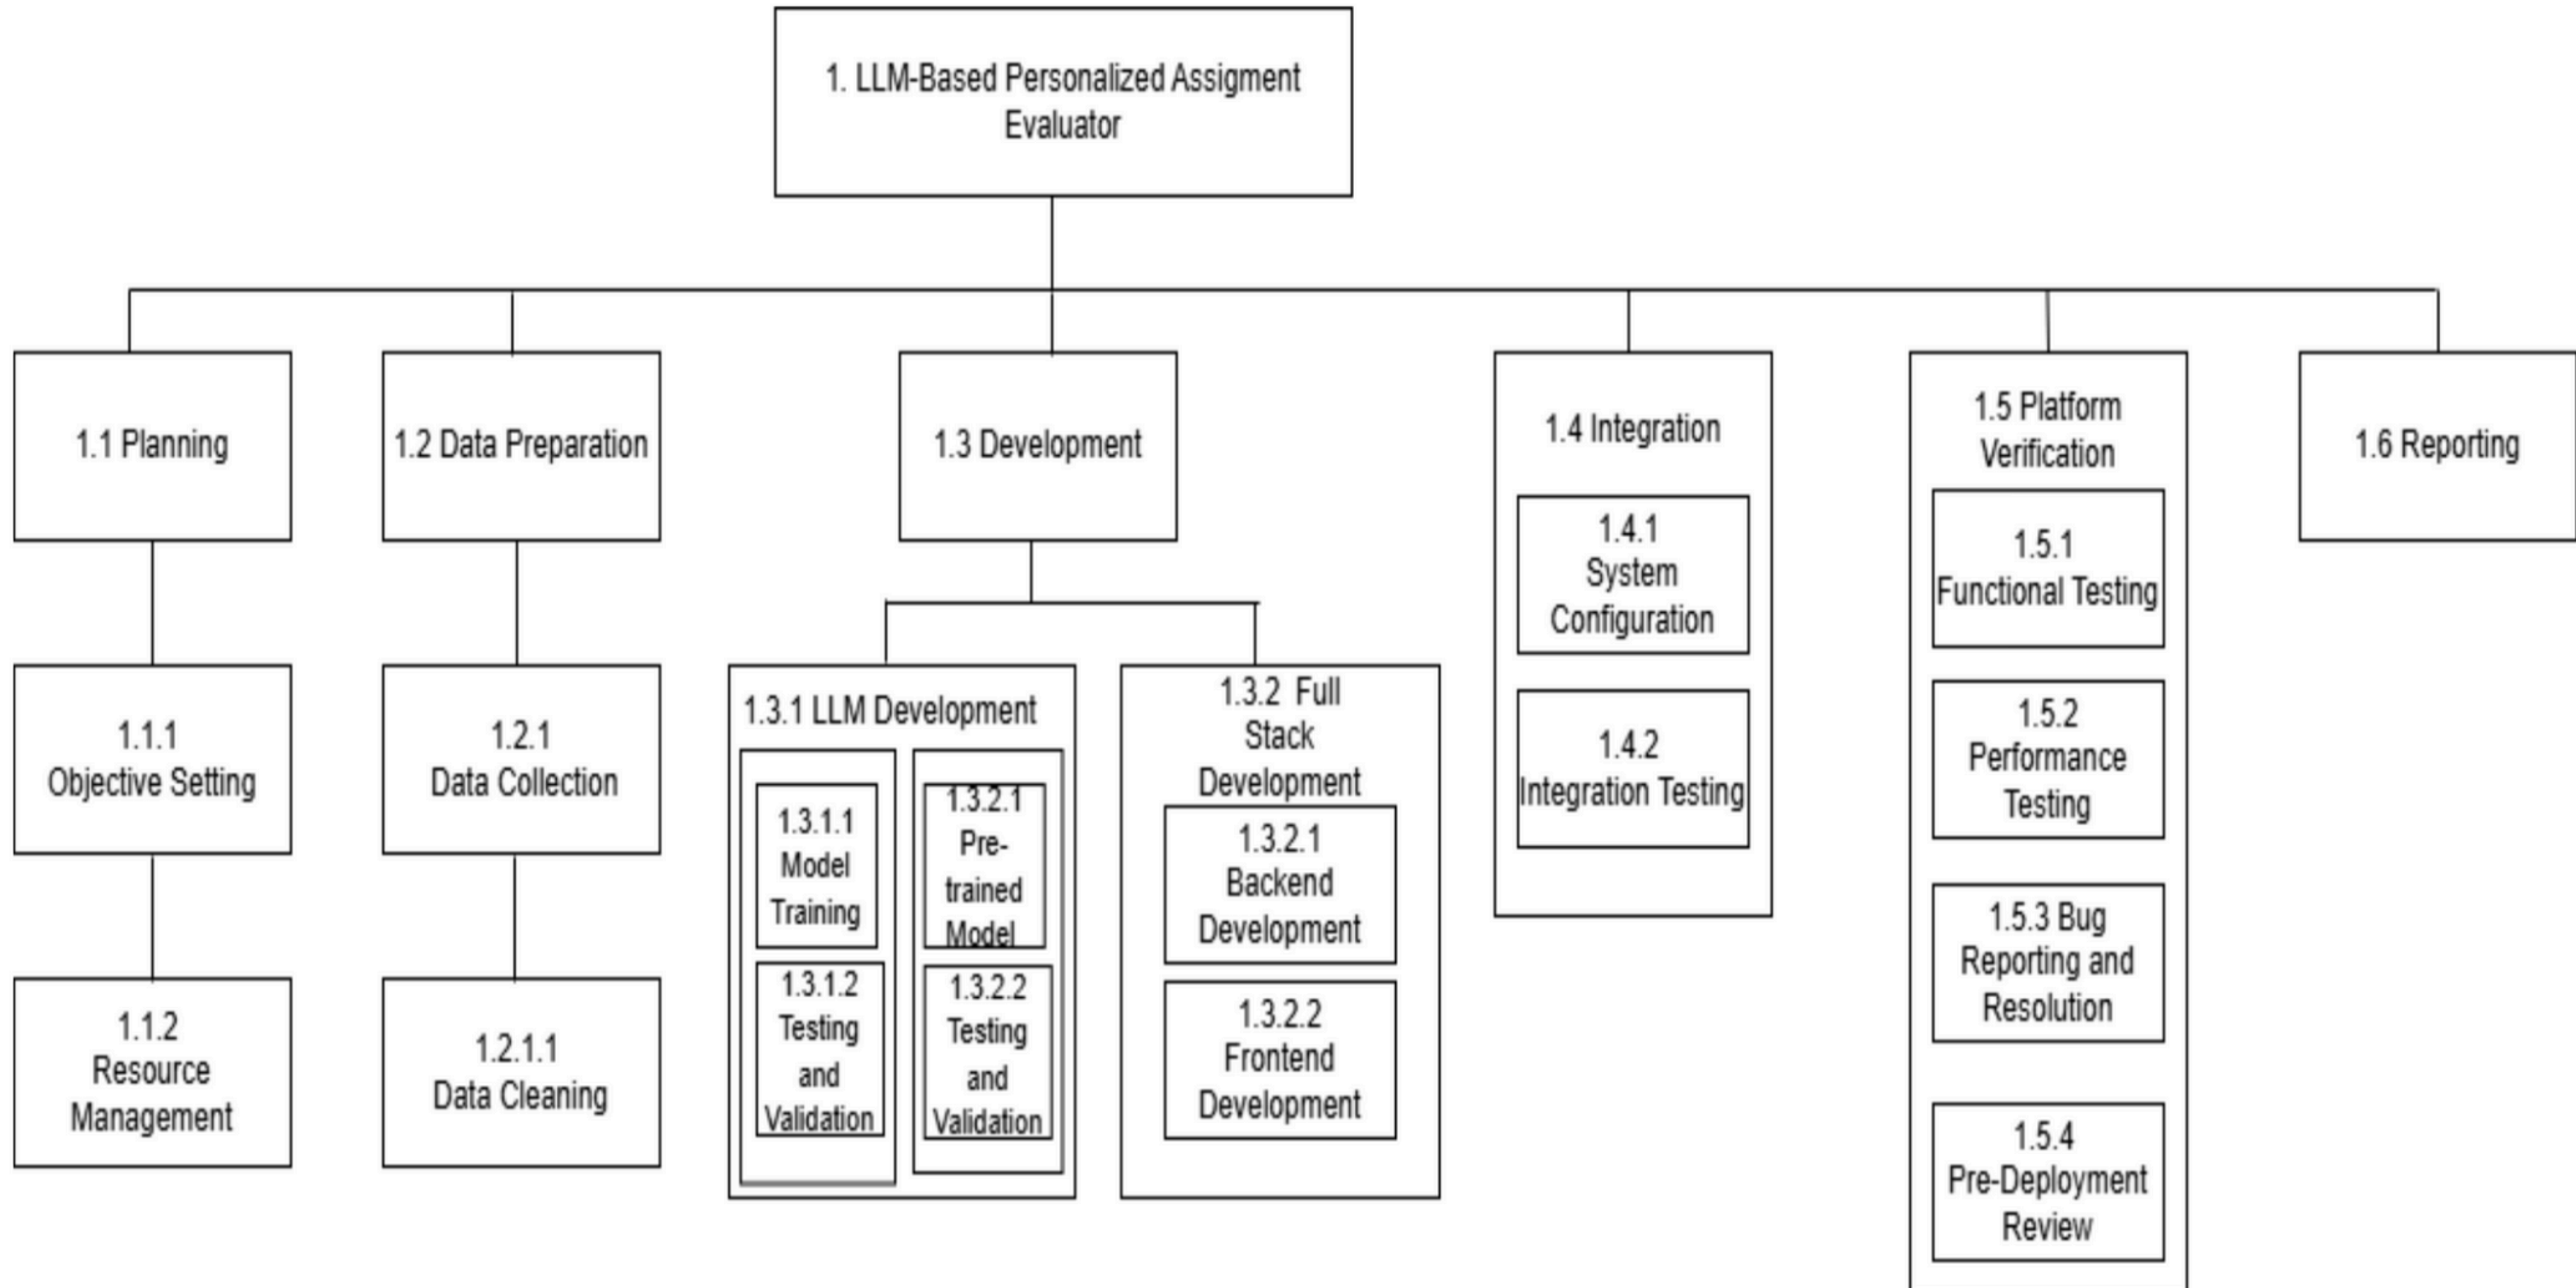 1. LLM-Based Personalized Assigment
Evaluator
1.1 Planning
1.2 Data Preparation
1.3 Development
1.4 Integration
1.5 Platform
Verification
1.6 Reporting
1.1.1
Objective Setting
1.1.2
Resource
Management
1.2.1
Data Collection
1.2.1.1
Data Cleaning
1.3.1 LLM Development
1.3.1.1
Model
Training
1.3.1.2
Testing
and
Validation
1.3.2.1
Pre-
trained
Model
1.3.2.2
Testing
and
Validation
1.3.2 Full
Stack
Development
1.3.2.1
Backend
Development
1.3.2.2
Frontend
Development
1.4.1
System
Configuration
1.4.2
Integration Testing
1.5.1
Functional Testing
1.5.2
Performance
Testing
1.5.3 Bug
Reporting and
Resolution
1.5.4
Pre-Deployment
Review